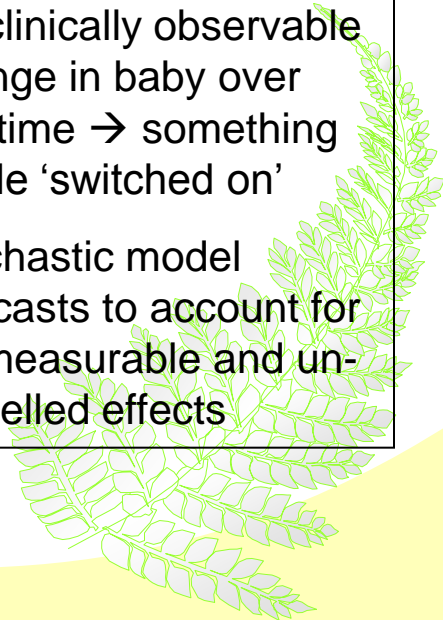 clinically observable
nge in baby over
time → something
le ‘switched on’
chastic model
casts to account for
measurable and un-
elled effects